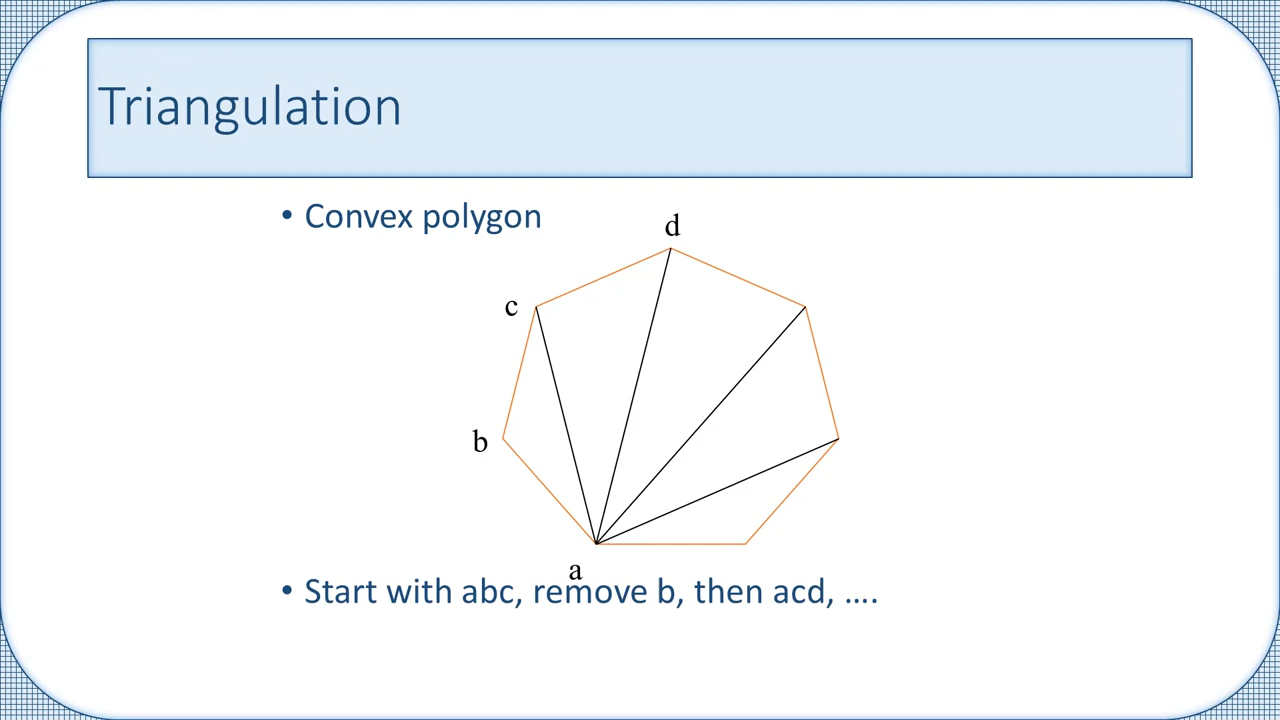 Triangulation
• Convex polygon
d
c
b
a
• Start with abc, remove b, then acd, ….